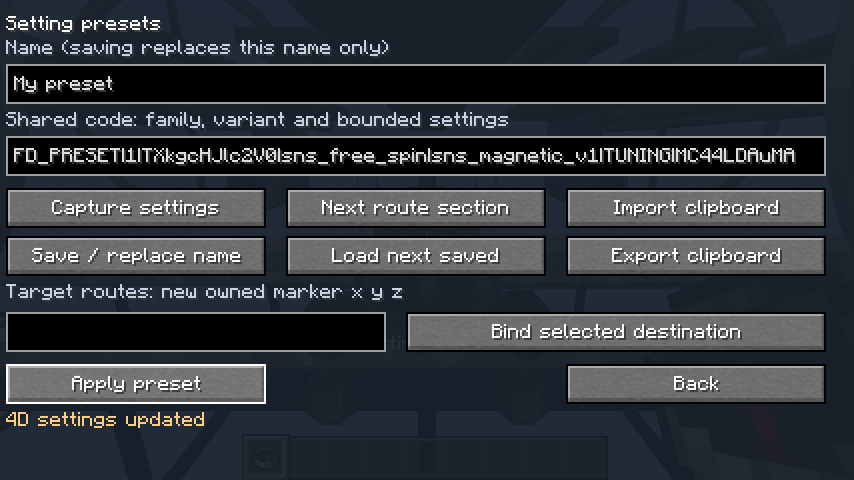 Setting presets
Name (saving replaces this name only)
My preset
Shared code: family, variant and bounded settings
FD_PRESET|1|TXkgcHJlc2V0|sns_free_spin|sns_magnetic_v1|TUNING|MC44LDAuMA
Capture settings
Next route section
Import clipboard
Save / replace name
Load next saved
Export clipboard
Target routes: new owned marker x y z
Bind selected destination
Apply preset
Back
4D settings updated